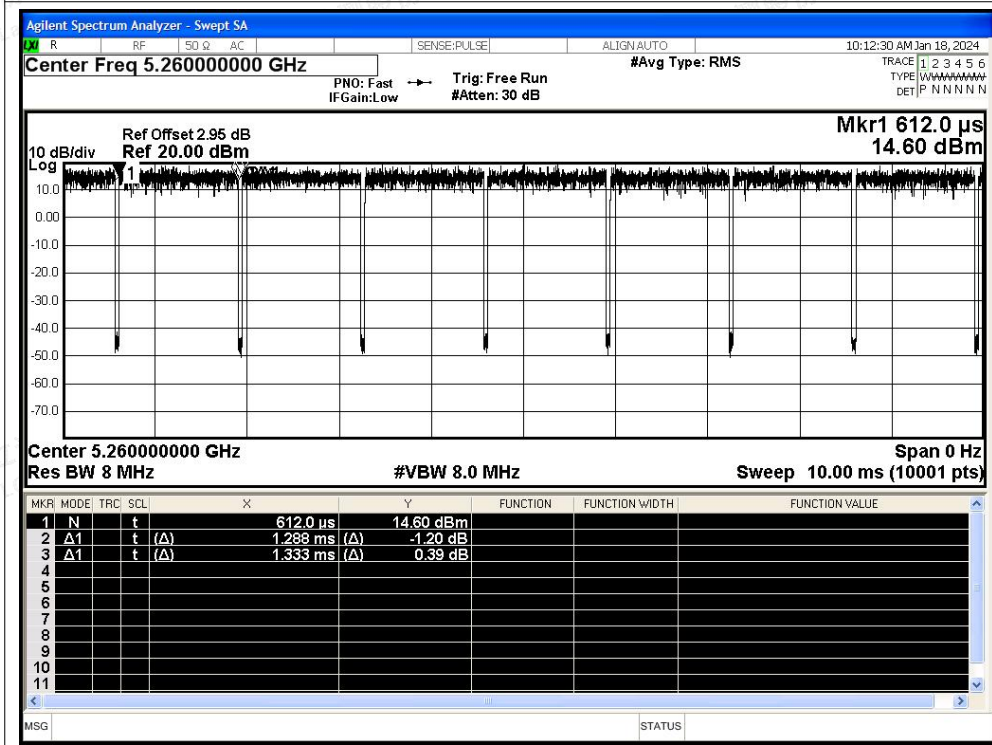 Agilent Spectrum Analyzer - Swept SA
LXI R RF 50 Ω AC SENSE:PULSE ALIGN AUTO 10:12:30 AM Jan 18, 2024
Center Freq 5.260000000 GHz #Avg Type: RMS TRACE 1 2 3 4 5 6
PNO: Fast Trig: Free Run TYPE WWWWWW
IFGain:Low #Atten: 30 dB DET P N N N N N
Mkr1 612.0 µs
Ref Offset 2.95 dB
10 dB/div Ref 20.00 dBm 14.60 dBm
Log
1
10.0
0.00
-10.0
-20.0
-30.0
-40.0
-50.0
-60.0
-70.0
Center 5.260000000 GHz Span 0 Hz
Res BW 8 MHz #VBW 8.0 MHz Sweep 10.00 ms (10001 pts)
MKR MODE TRC SCL X Y FUNCTION FUNCTION WIDTH FUNCTION VALUE
1 N t 612.0 µs 14.60 dBm
2 Δ1 t (Δ) 1.288 ms (Δ) -1.20 dB
3 Δ1 t (Δ) 1.333 ms (Δ) 0.39 dB
4
5
6
7
8
9
10
11
MSG STATUS